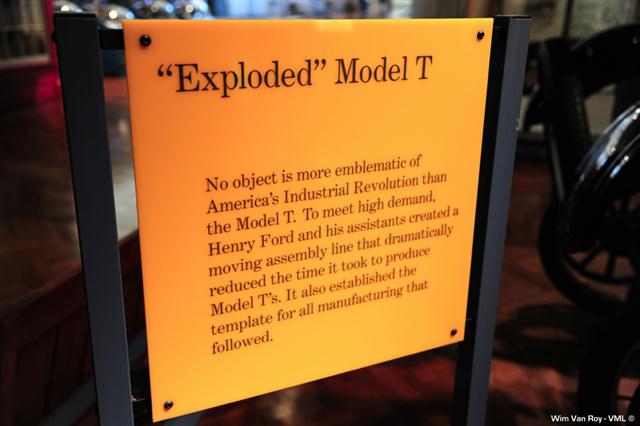 “Exploded” Model T
No object is more emblematic of
America’s Industrial Revolution than
the Model T. To meet high demand,
Henry Ford and his assistants created a
moving assembly line that dramatically
reduced the time it took to produce
Model T’s. It also established the
template for all manufacturing that
followed.
Wim Van Roy - VML ©